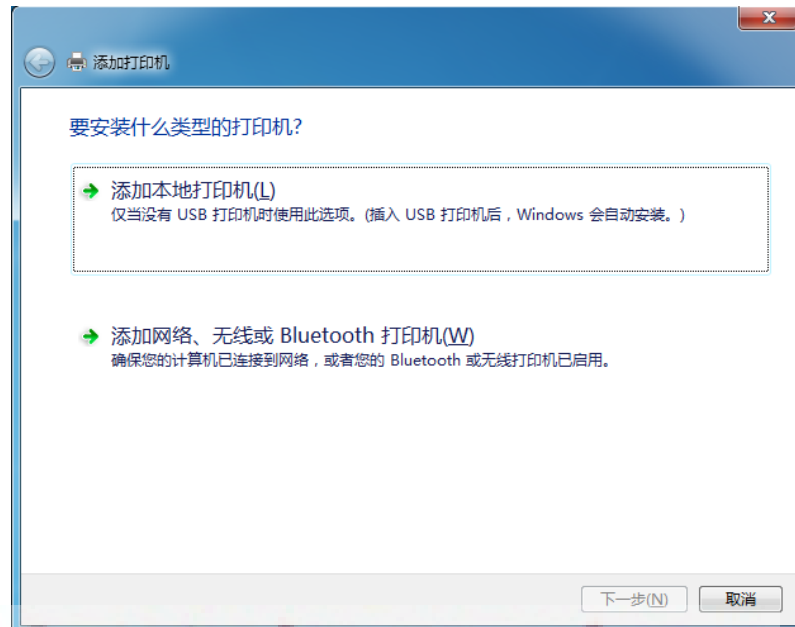 添加打印机
要安装什么类型的打印机?
添加本地打印机(L)
仅当没有 USB 打印机时使用此选项。(插入 USB 打印机后，Windows 会自动安装。)
添加网络、无线或 Bluetooth 打印机(W)
确保您的计算机已连接到网络，或者您的 Bluetooth 或无线打印机已启用。
下一步(N)
取消